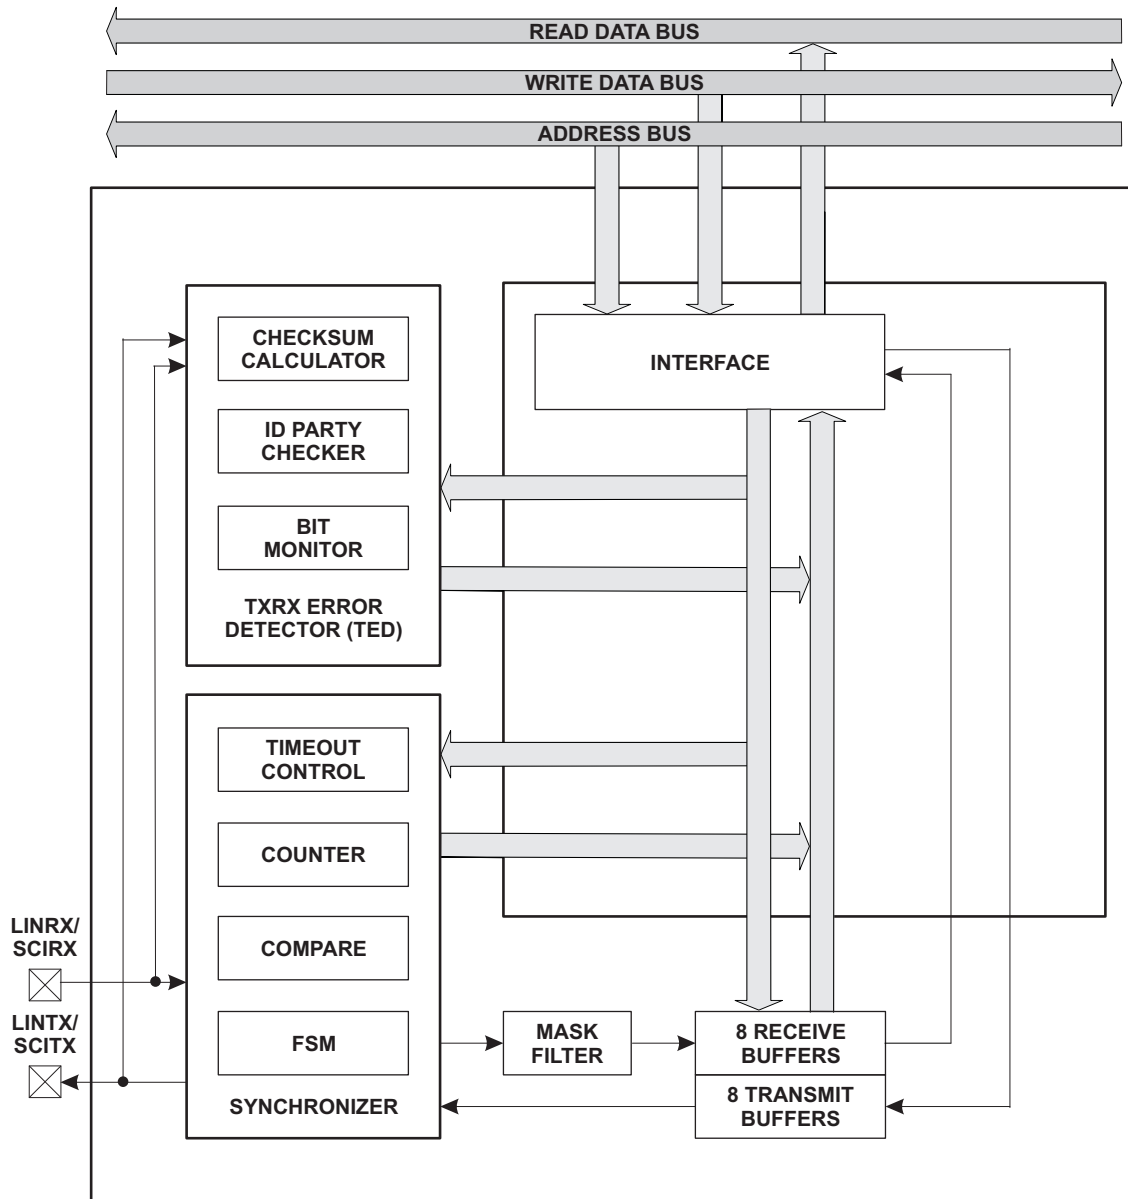 READ DATA BUS
WRITE DATA BUS
ADDRESS BUS
CHECKSUM
CALCULATOR
INTERFACE
ID PARTY
CHECKER
BIT
MONITOR
TXRX ERROR
DETECTOR (TED)
TIMEOUT
CONTROL
COUNTER
COMPARE
LINRX/
SCIRX
LINTX/
SCITX
FSM
SYNCHRONIZER
MASK
FILTER
8 RECEIVE
BUFFERS
8 TRANSMIT
BUFFERS